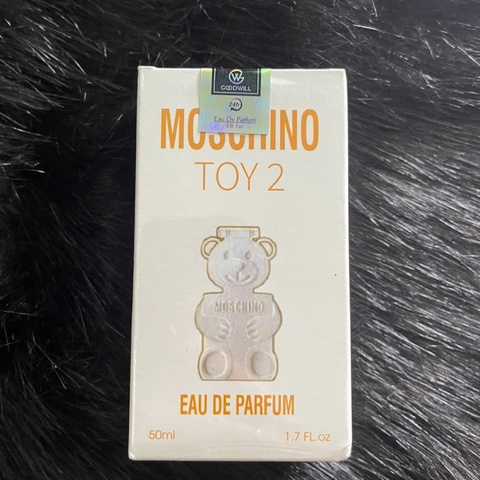 GOODWILL
24h
Eau De Parfum
MOSCHINO
TOY 2
MOSCHINO
EAU DE PARFUM
50ml
1.7 FL.oz